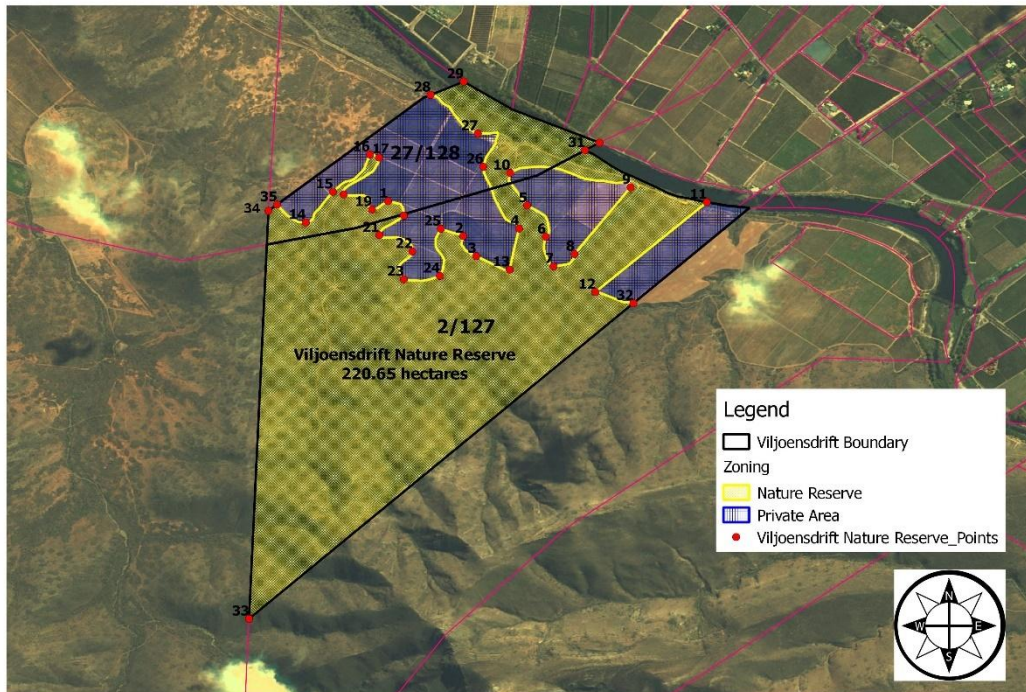 29
28
27
31
16
17
27/128
26
10
9
15
1
11
35
34
19
5
14
21
25
2
4
6
22
3
8
7
23
24
13
12
32
2/127
Viljoensdrift Nature Reserve
220.65 hectares
Legend
Viljoensdrift Boundary
Zoning
Nature Reserve
Private Area
Viljoensdrift Nature Reserve_Points
33
N
W
E
S